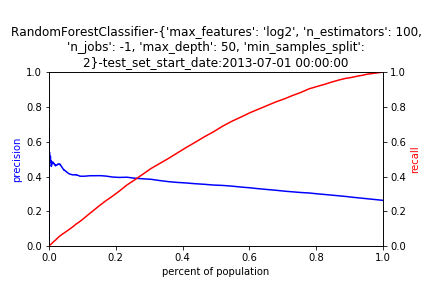 RandomForestClassifier-{'max_features': 'log2', 'n_estimators': 100,
'n_jobs': -1, 'max_depth': 50, 'min_samples_split':
2}-test_set_start_date:2013-07-01 00:00:00
1.0
0.8
0.6
0.4
0.2
0.0
precision
1.0
0.8
0.6
0.4
0.2
0.0
recall
0.0 0.2 0.4 0.6 0.8 1.0
percent of population